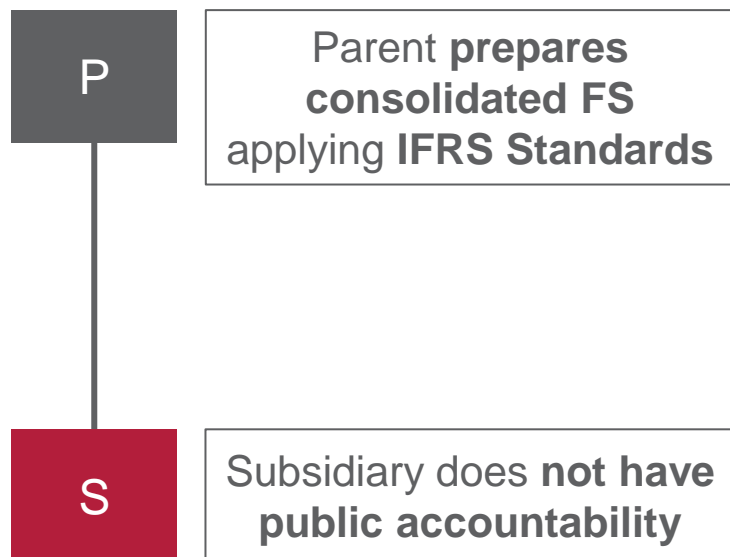 P
Parent prepares
consolidated FS
applying IFRS Standards
S
Subsidiary does not have
public accountability